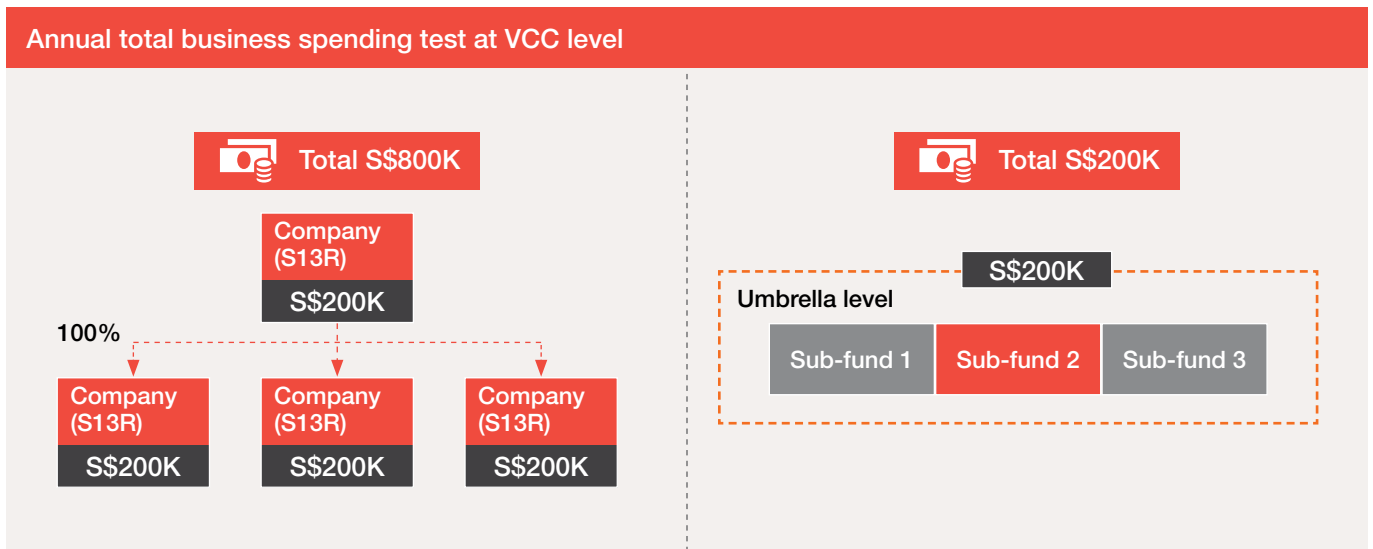 Annual total business spending test at VCC level
Total S$800K
Company
(S13R)
S$200K
100%
Company
(S13R)
S$200K
Company
(S13R)
S$200K
Company
(S13R)
S$200K
Total S$200K
S$200K
Umbrella level
Sub-fund 1
Sub-fund 2
Sub-fund 3